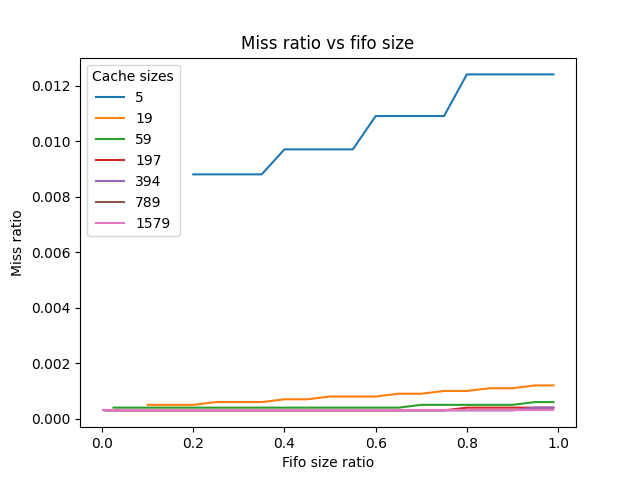 Miss ratio vs fifo size
Cache sizes
5
19
59
197
394
789
1579
0.012
0.010
0.008
0.006
0.004
0.002
0.000
Miss ratio
0.0 0.2 0.4 0.6 0.8 1.0
Fifo size ratio